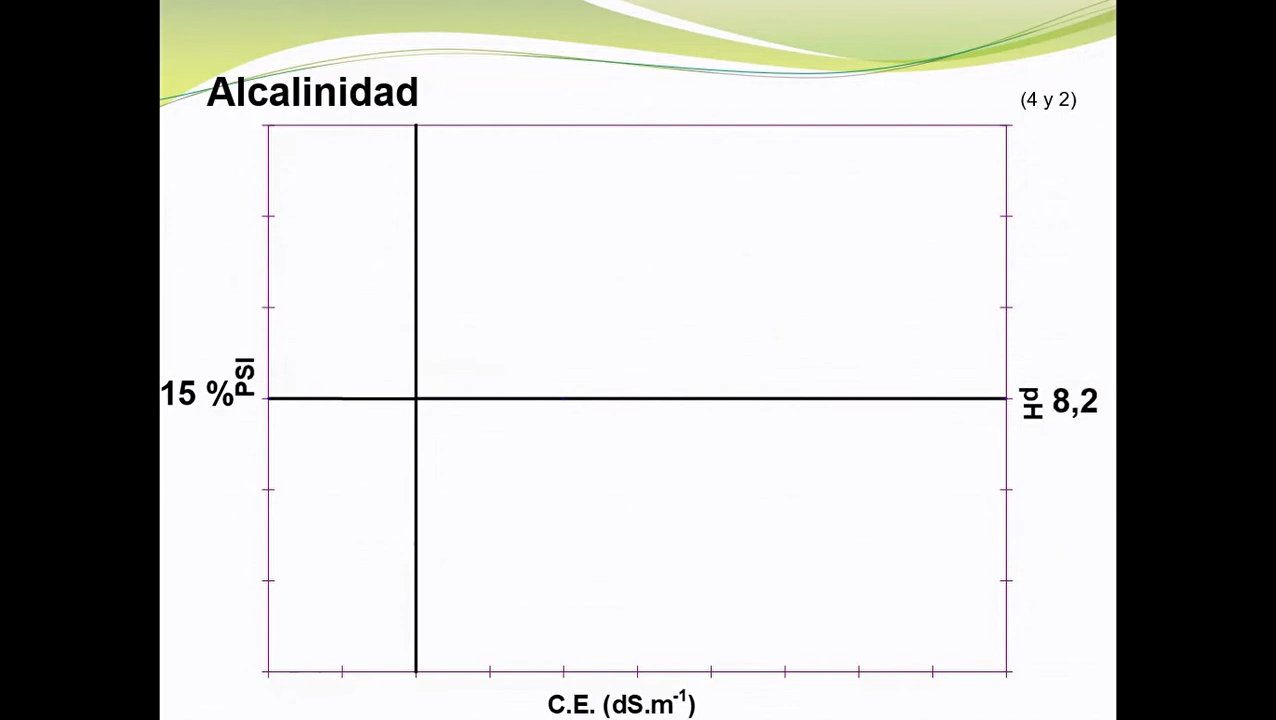 Alcalinidad
(4 y 2)
15 %
PSI
pH
8,2
C.E. (dS.m⁻¹)